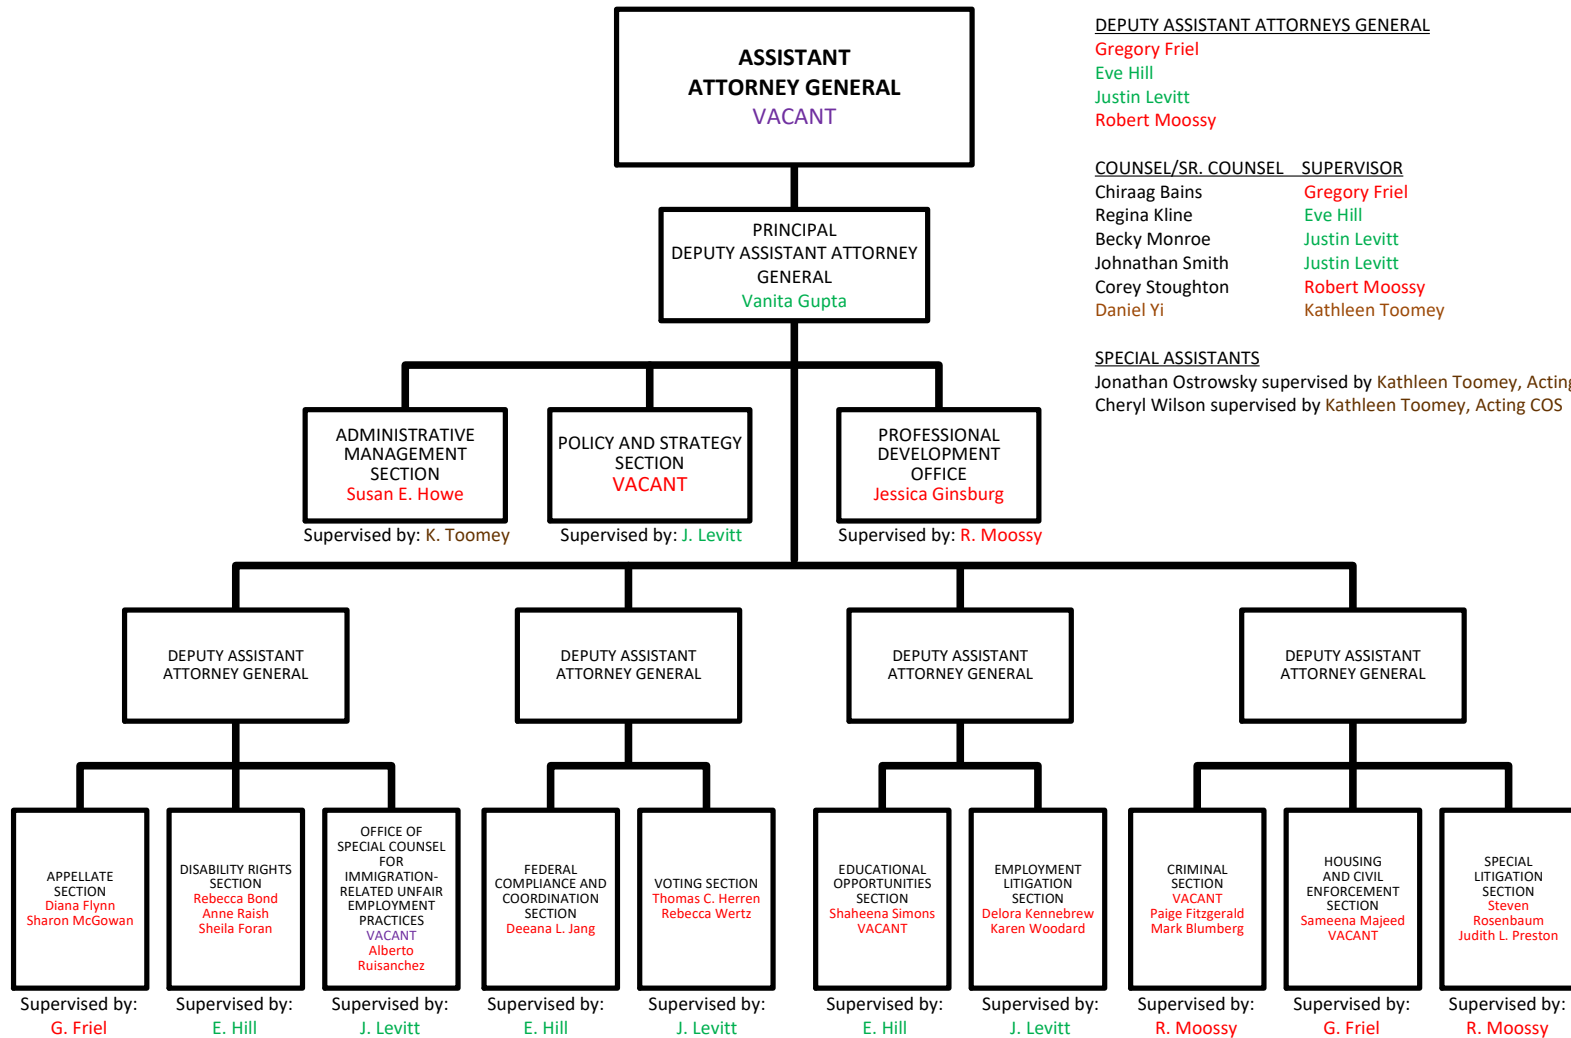 ASSISTANT
ATTORNEY GENERAL
VACANT
DEPUTY ASSISTANT ATTORNEYS GENERAL
Gregory Friel
Eve Hill
Justin Levitt
Robert Moossy
COUNSEL/SR. COUNSEL SUPERVISOR
Chiraag Bains Gregory Friel
Regina Kline Eve Hill
Becky Monroe Justin Levitt
Johnathan Smith Justin Levitt
Corey Stoughton Robert Moossy
Daniel Yi Kathleen Toomey
SPECIAL ASSISTANTS
Jonathan Ostrowsky supervised by Kathleen Toomey, Acting
Cheryl Wilson supervised by Kathleen Toomey, Acting COS
PRINCIPAL
DEPUTY ASSISTANT ATTORNEY
GENERAL
Vanita Gupta
ADMINISTRATIVE
MANAGEMENT
SECTION
Susan E. Howe
Supervised by: K. Toomey
POLICY AND STRATEGY
SECTION
VACANT
Supervised by: J. Levitt
PROFESSIONAL
DEVELOPMENT
OFFICE
Jessica Ginsburg
Supervised by: R. Moossy
DEPUTY ASSISTANT
ATTORNEY GENERAL
DEPUTY ASSISTANT
ATTORNEY GENERAL
DEPUTY ASSISTANT
ATTORNEY GENERAL
DEPUTY ASSISTANT
ATTORNEY GENERAL
APPELLATE
SECTION
Diana Flynn
Sharon McGowan
Supervised by:
G. Friel
DISABILITY RIGHTS
SECTION
Rebecca Bond
Anne Raish
Sheila Foran
Supervised by:
E. Hill
OFFICE OF
SPECIAL COUNSEL
FOR
IMMIGRATION-
RELATED UNFAIR
EMPLOYMENT
PRACTICES
VACANT
Alberto
Ruisanchez
Supervised by:
J. Levitt
FEDERAL
COMPLIANCE AND
COORDINATION
SECTION
Deeana L. Jang
Supervised by:
E. Hill
VOTING SECTION
Thomas C. Herren
Rebecca Wertz
Supervised by:
J. Levitt
EDUCATIONAL
OPPORTUNITIES
SECTION
Shaheena Simons
VACANT
Supervised by:
E. Hill
EMPLOYMENT
LITIGATION
SECTION
Delora Kennebrew
Karen Woodard
Supervised by:
J. Levitt
CRIMINAL
SECTION
VACANT
Paige Fitzgerald
Mark Blumberg
Supervised by:
R. Moossy
HOUSING
AND CIVIL
ENFORCEMENT
SECTION
Sameena Majeed
VACANT
Supervised by:
G. Friel
SPECIAL
LITIGATION
SECTION
Steven
Rosenbaum
Judith L. Preston
Supervised by:
R. Moossy